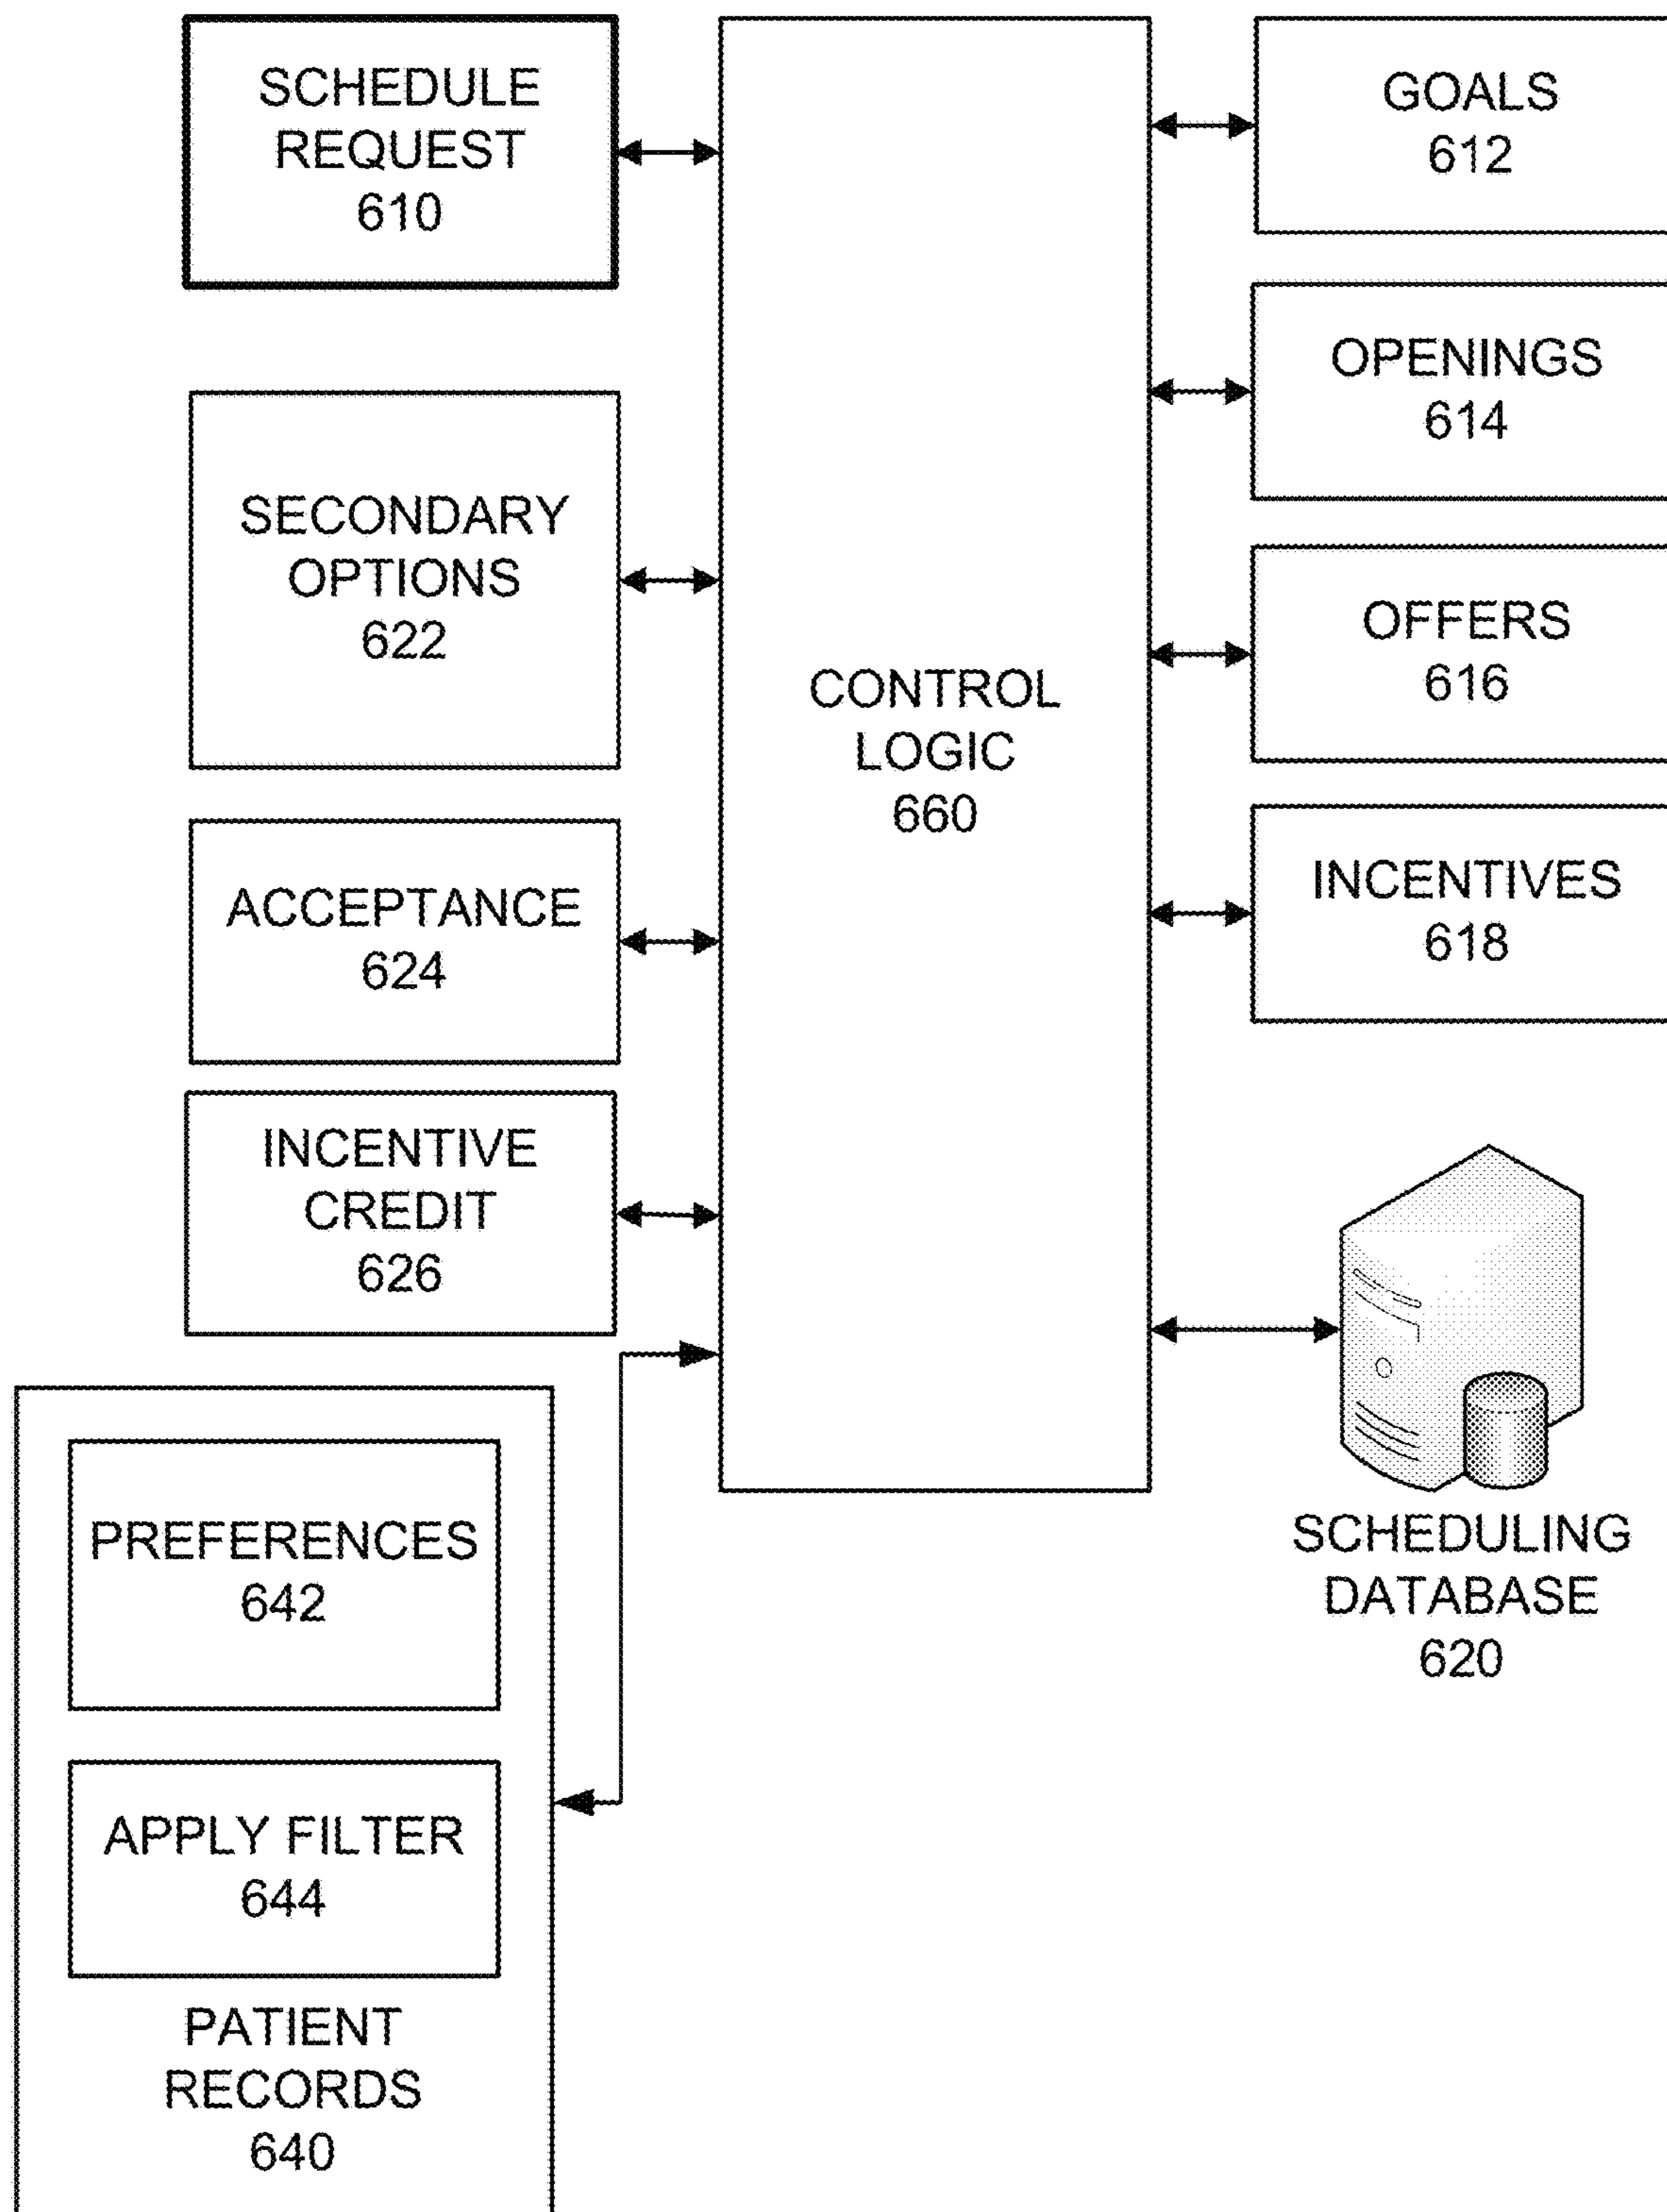 SCHEDULE
REQUEST
610
SECONDARY
OPTIONS
622
ACCEPTANCE
624
INCENTIVE
CREDIT
626
PREFERENCES
642
APPLY FILTER
644
PATIENT
RECORDS
640
CONTROL
LOGIC
660
GOALS
612
OPENINGS
614
OFFERS
616
INCENTIVES
618
SCHEDULING
DATABASE
620